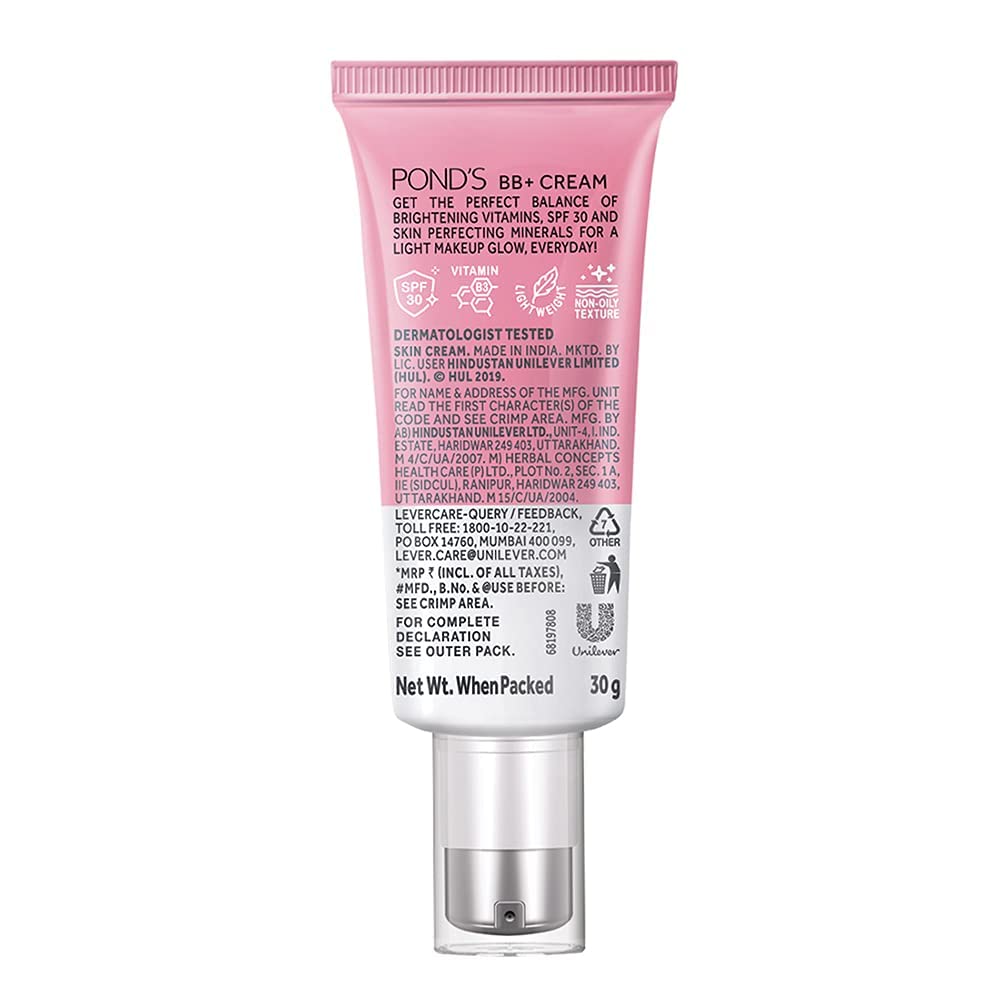 POND'S BB+ CREAM
GET THE PERFECT BALANCE OF
BRIGHTENING VITAMINS, SPF 30 AND
SKIN PERFECTING MINERALS FOR A
LIGHT MAKEUP GLOW, EVERYDAY!
SPF
30
VITAMIN
B3
LIGHTWEIGHT
NON-OILY
TEXTURE
DERMATOLOGIST TESTED
SKIN CREAM. MADE IN INDIA. MKTD. BY
LIC. USER HINDUSTAN UNILEVER LIMITED
(HUL). © HUL 2019.
FOR NAME & ADDRESS OF THE MFG. UNIT
READ THE FIRST CHARACTER(S) OF THE
CODE AND SEE CRIMP AREA. MFG. BY
AB) HINDUSTAN UNILEVER LTD., UNIT-4, I. IND.
ESTATE, HARIDWAR 249 403, UTTARAKHAND.
M 4/C/UA/2007. M) HERBAL CONCEPTS
HEALTH CARE (P) LTD., PLOT No. 2, SEC. 1 A,
IIE (SIDCUL), RANIPUR, HARIDWAR 249 403,
UTTARAKHAND. M 15/C/UA/2004.
LEVERCARE-QUERY / FEEDBACK,
TOLL FREE: 1800-10-22-221,
PO BOX 14760, MUMBAI 400 099,
LEVER.CARE@UNILEVER.COM
7
OTHER
*MRP ₹ (INCL. OF ALL TAXES),
#MFD., B.No. & @USE BEFORE:
SEE CRIMP AREA.
FOR COMPLETE
DECLARATION
SEE OUTER PACK.
68197808
Unilever
Net Wt. When Packed 30 g